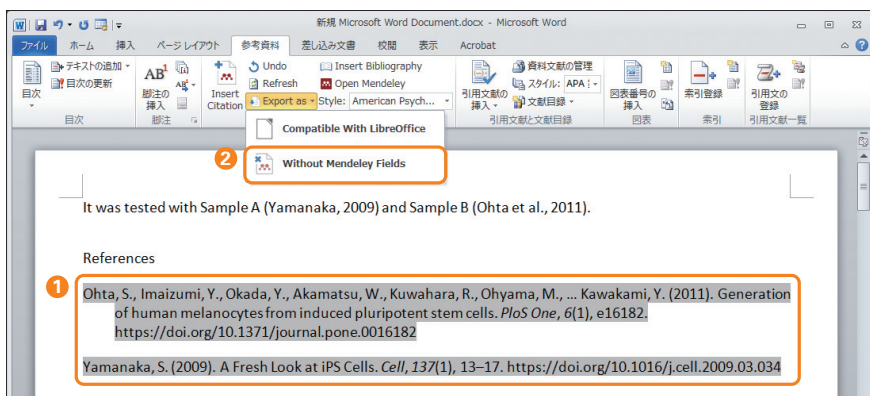 新規 Microsoft Word Document.docx - Microsoft Word
ファイル ホーム 挿入 ページ レイアウト 参考資料 差し込み文書 校閲 表示 Acrobat
テキストの追加
目次の更新
目次
目次
AB¹
脚注の
挿入
脚注
Insert
Citation
Undo
Insert Bibliography
Refresh
Open Mendeley
Export as
Style: American Psych...
引用文献の
挿入
資料文献の管理
スタイル: APA
文献目録
引用文献と文献目録
図表番号の
挿入
図表
索引登録
索引
引用文の
登録
引用文献一覧
Compatible With LibreOffice
2
Without Mendeley Fields
It was tested with Sample A (Yamanaka, 2009) and Sample B (Ohta et al., 2011).
References
1
Ohta, S., Imaizumi, Y., Okada, Y., Akamatsu, W., Kuwahara, R., Ohyama, M., ... Kawakami, Y. (2011). Generation
of human melanocytes from induced pluripotent stem cells. PloS One, 6(1), e16182.
https://doi.org/10.1371/journal.pone.0016182
Yamanaka, S. (2009). A Fresh Look at iPS Cells. Cell, 137(1), 13–17. https://doi.org/10.1016/j.cell.2009.03.034